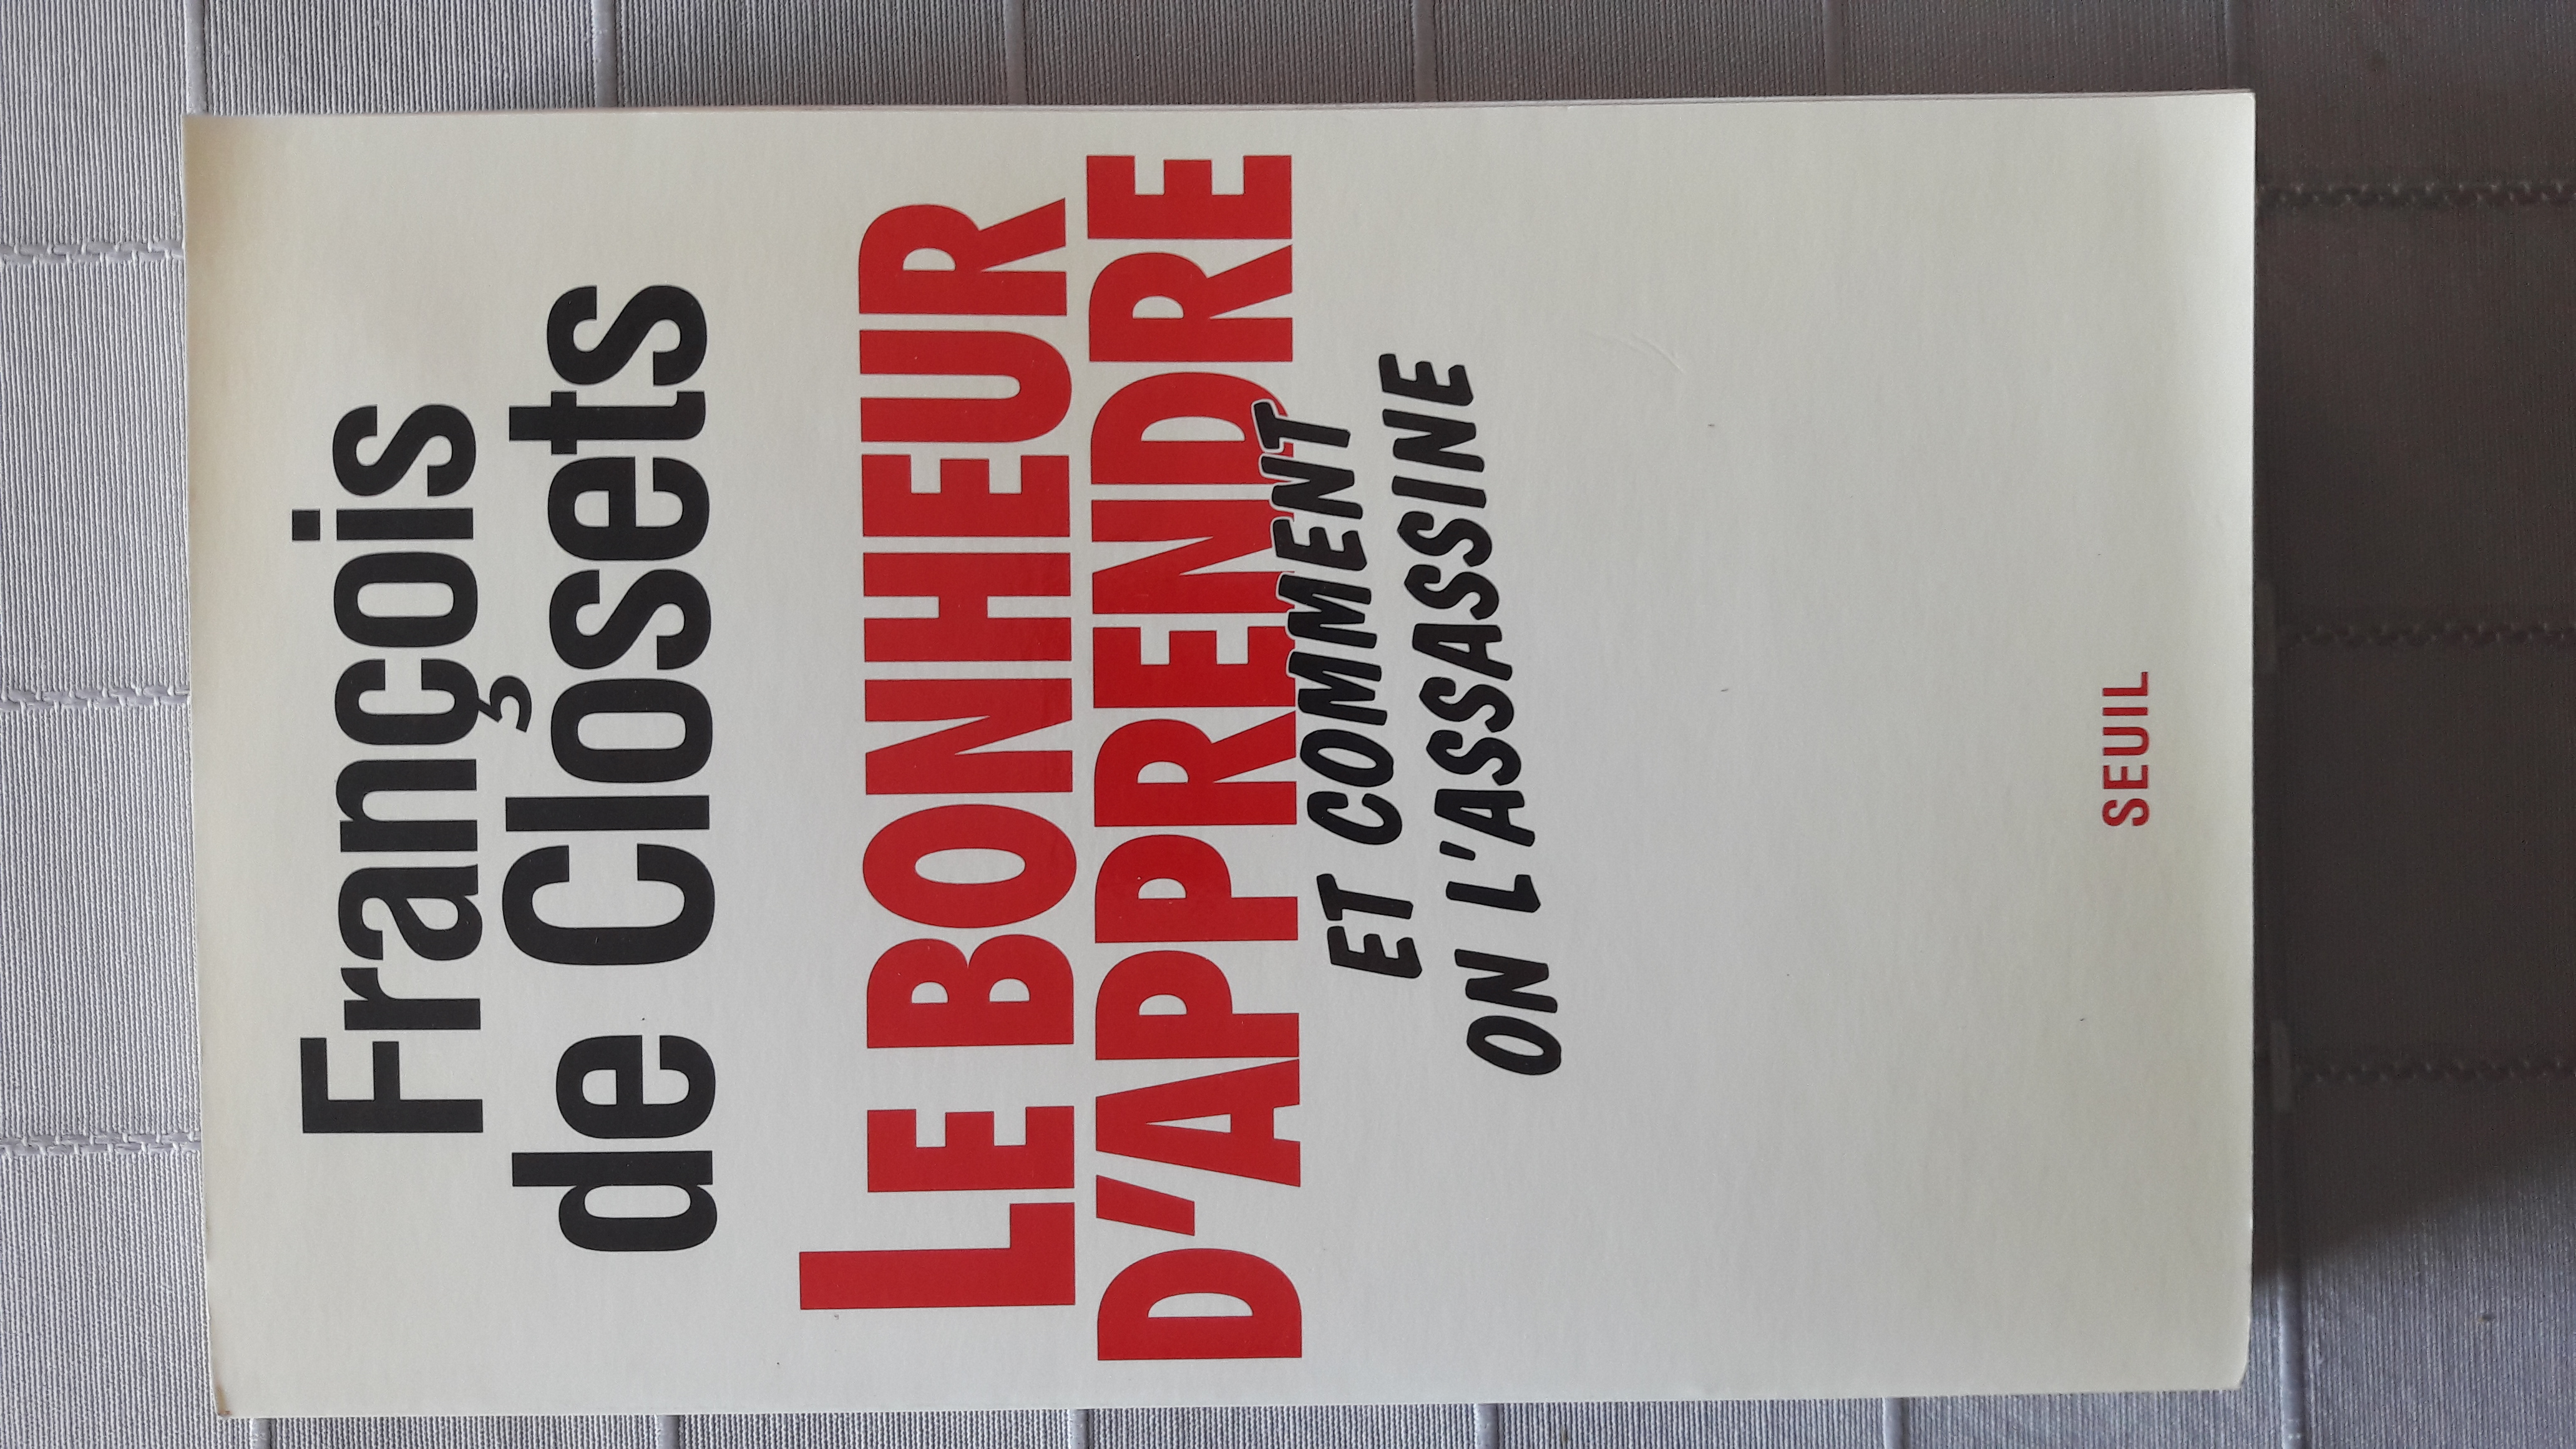 François
de Closets
LE BONHEUR
D'APPRENDRE
ET COMMENT
ON L'ASSASSINE
SEUIL